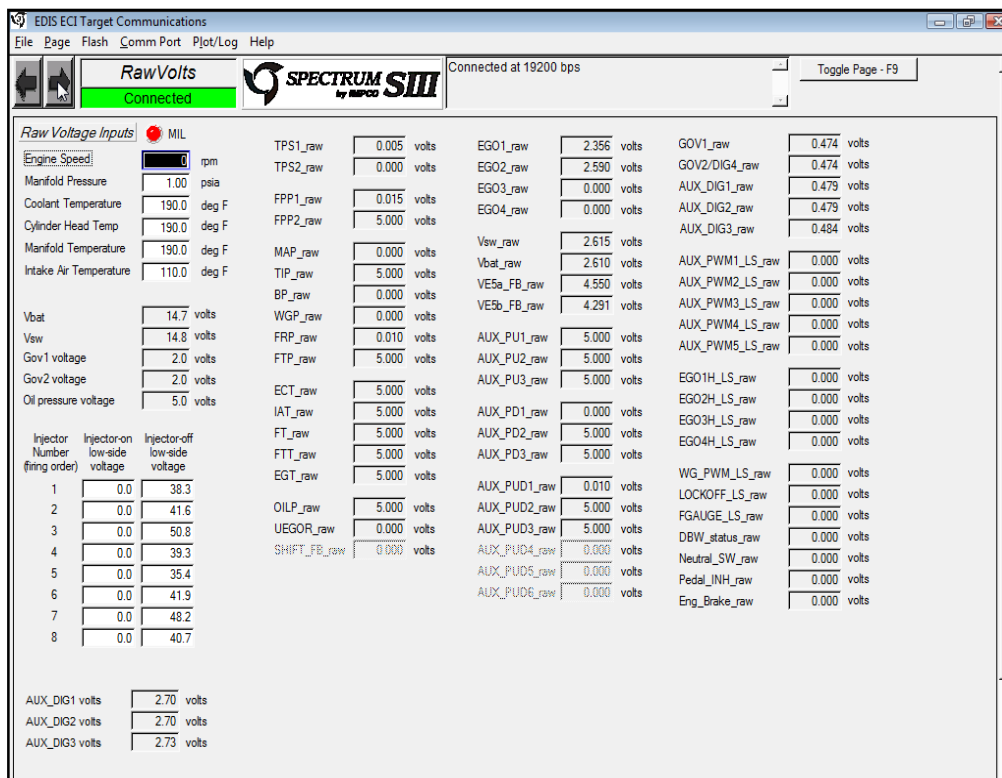 EDIS ECI Target Communications
File Page Flash Comm Port Plot/Log Help
RawVolts
Connected
SPECTRUM SIII
by IMPCO
Connected at 19200 bps
Toggle Page - F9
Raw Voltage Inputs MIL
Engine Speed 0 rpm
Manifold Pressure 1.00 psia
Coolant Temperature 190.0 deg F
Cylinder Head Temp 190.0 deg F
Manifold Temperature 190.0 deg F
Intake Air Temperature 110.0 deg F
Vbat 14.7 volts
Vsw 14.8 volts
Gov1 voltage 2.0 volts
Gov2 voltage 2.0 volts
Oil pressure voltage 5.0 volts
Injector Injector-on Injector-off
Number low-side low-side
(firing order) voltage voltage
1 0.0 38.3
2 0.0 41.6
3 0.0 50.8
4 0.0 39.3
5 0.0 35.4
6 0.0 41.9
7 0.0 48.2
8 0.0 40.7
AUX_DIG1 volts 2.70 volts
AUX_DIG2 volts 2.70 volts
AUX_DIG3 volts 2.73 volts
TPS1_raw 0.005 volts
TPS2_raw 0.000 volts
FPP1_raw 0.015 volts
FPP2_raw 5.000 volts
MAP_raw 0.000 volts
TIP_raw 5.000 volts
BP_raw 0.000 volts
WGP_raw 0.000 volts
FRP_raw 0.010 volts
FTP_raw 5.000 volts
ECT_raw 5.000 volts
IAT_raw 5.000 volts
FT_raw 5.000 volts
FTT_raw 5.000 volts
EGT_raw 5.000 volts
OILP_raw 5.000 volts
UEGOR_raw 0.000 volts
SHIFT_FB_raw 0.000 volts
EGO1_raw 2.356 volts
EGO2_raw 2.590 volts
EGO3_raw 0.000 volts
EGO4_raw 0.000 volts
Vsw_raw 2.615 volts
Vbat_raw 2.610 volts
VE5a_FB_raw 4.550 volts
VE5b_FB_raw 4.291 volts
AUX_PU1_raw 5.000 volts
AUX_PU2_raw 5.000 volts
AUX_PU3_raw 5.000 volts
AUX_PD1_raw 0.000 volts
AUX_PD2_raw 5.000 volts
AUX_PD3_raw 5.000 volts
AUX_PUD1_raw 0.010 volts
AUX_PUD2_raw 5.000 volts
AUX_PUD3_raw 5.000 volts
AUX_PUD4_raw 0.000 volts
AUX_PUD5_raw 0.000 volts
AUX_PUD6_raw 0.000 volts
GOV1_raw 0.474 volts
GOV2/DIG4_raw 0.474 volts
AUX_DIG1_raw 0.479 volts
AUX_DIG2_raw 0.479 volts
AUX_DIG3_raw 0.484 volts
AUX_PWM1_LS_raw 0.000 volts
AUX_PWM2_LS_raw 0.000 volts
AUX_PWM3_LS_raw 0.000 volts
AUX_PWM4_LS_raw 0.000 volts
AUX_PWM5_LS_raw 0.000 volts
EGO1H_LS_raw 0.000 volts
EGO2H_LS_raw 0.000 volts
EGO3H_LS_raw 0.000 volts
EGO4H_LS_raw 0.000 volts
WG_PWM_LS_raw 0.000 volts
LOCKOFF_LS_raw 0.000 volts
FGAUGE_LS_raw 0.000 volts
DBW_status_raw 0.000 volts
Neutral_SW_raw 0.000 volts
Pedal_INH_raw 0.000 volts
Eng_Brake_raw 0.000 volts